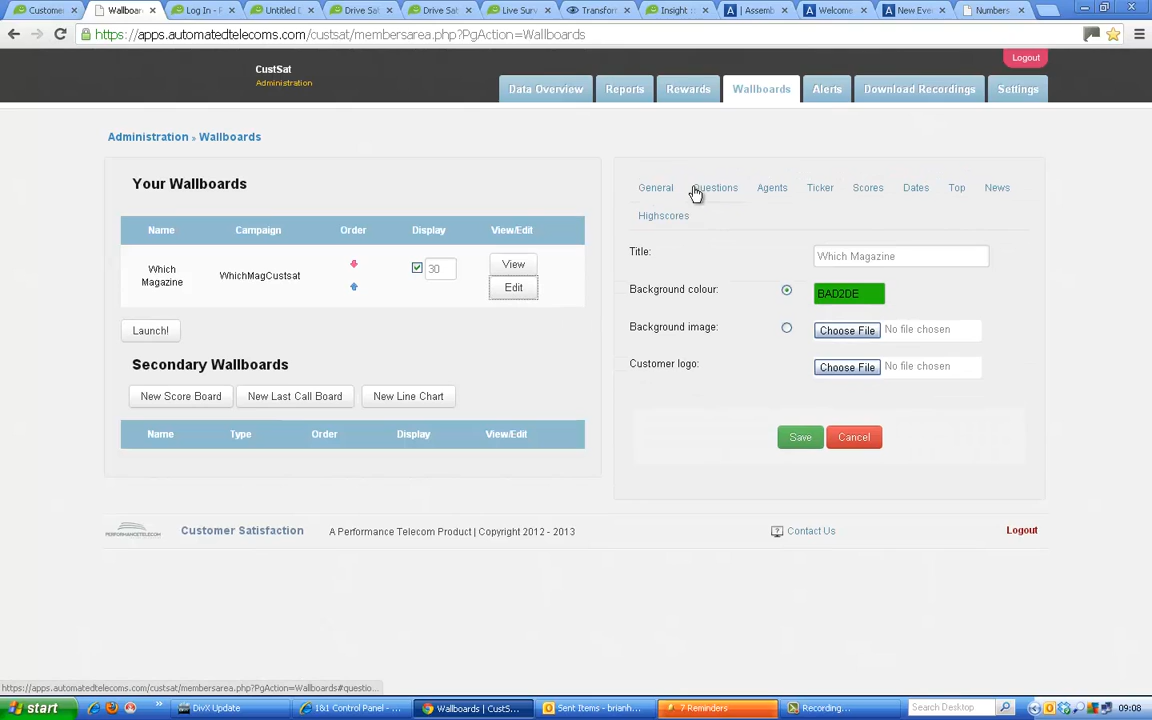 Customer
Wallboar
Log In - F
Untitled D
Drive Sat
Drive Sat
Live Surv
Transfor
Insight ::
| Assemb
Welcome
New Eve
Numbers
https://apps.automatedtelecoms.com/custsat/membersarea.php?PgAction=Wallboards
Logout
CustSat
Administration
Data Overview
Reports
Rewards
Wallboards
Alerts
Download Recordings
Settings
Administration » Wallboards
Your Wallboards
Name
Campaign
Order
Display
View/Edit
Which Magazine
WhichMagCustsat
30
View
Edit
Launch!
Secondary Wallboards
New Score Board
New Last Call Board
New Line Chart
Name
Type
Order
Display
View/Edit
General
Questions
Agents
Ticker
Scores
Dates
Top
News
Highscores
Title:
Which Magazine
Background colour:
BAD2DE
Background image:
Choose File
No file chosen
Customer logo:
Choose File
No file chosen
Save
Cancel
PERFORMANCETELECOM
Customer Satisfaction
A Performance Telecom Product | Copyright 2012 - 2013
Contact Us
Logout
https://apps.automatedtelecoms.com/custsat/membersarea.php?PgAction=Wallboards#questio...
start
DivX Update
1&1 Control Panel - ...
Wallboards | CustS...
Sent Items - brianh...
7 Reminders
Recording...
Search Desktop
09:08